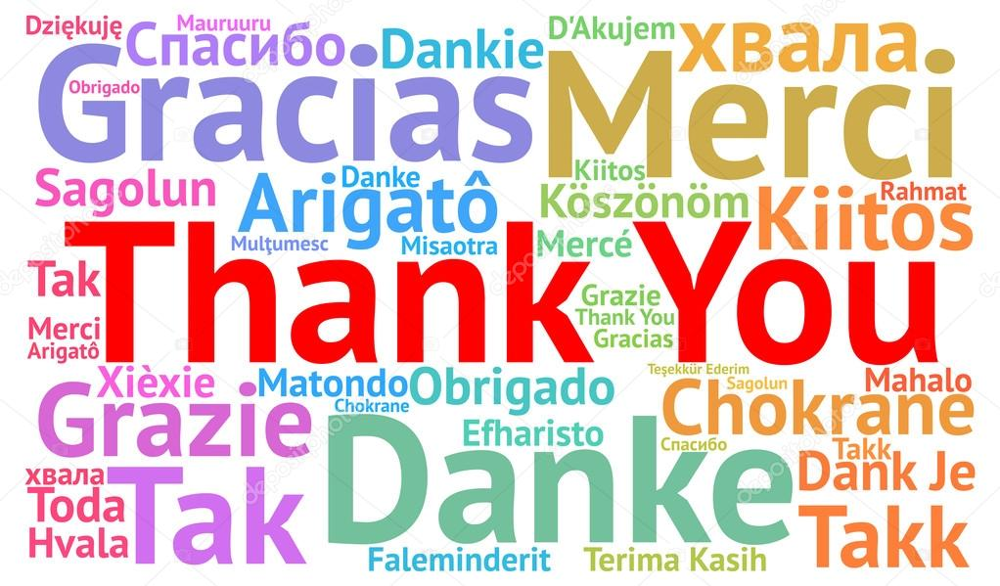 Dziękuję
Mauruuru
Спасибо
Dankie
D'Akujem
хвала
Gracias
Obrigado
Merci
Sagolun
Arigatô
Danke
Kiitos
Köszönöm
Kiitos
Rahmat
Mulţumesc
Misaotra
Mercé
Thank You
Tak
Grazie
Thank You
Gracias
Merci
Arigatô
Xièxie
Matondo
Obrigado
Teşekkür Ederim
Sagolun
Mahalo
Grazie
Chokrane
Chokrane
Danke
Efharisto
Спасибо
Takk
Dank Je
хвала
Tak
Toda
Hvala
Takk
Faleminderit
Terima Kasih